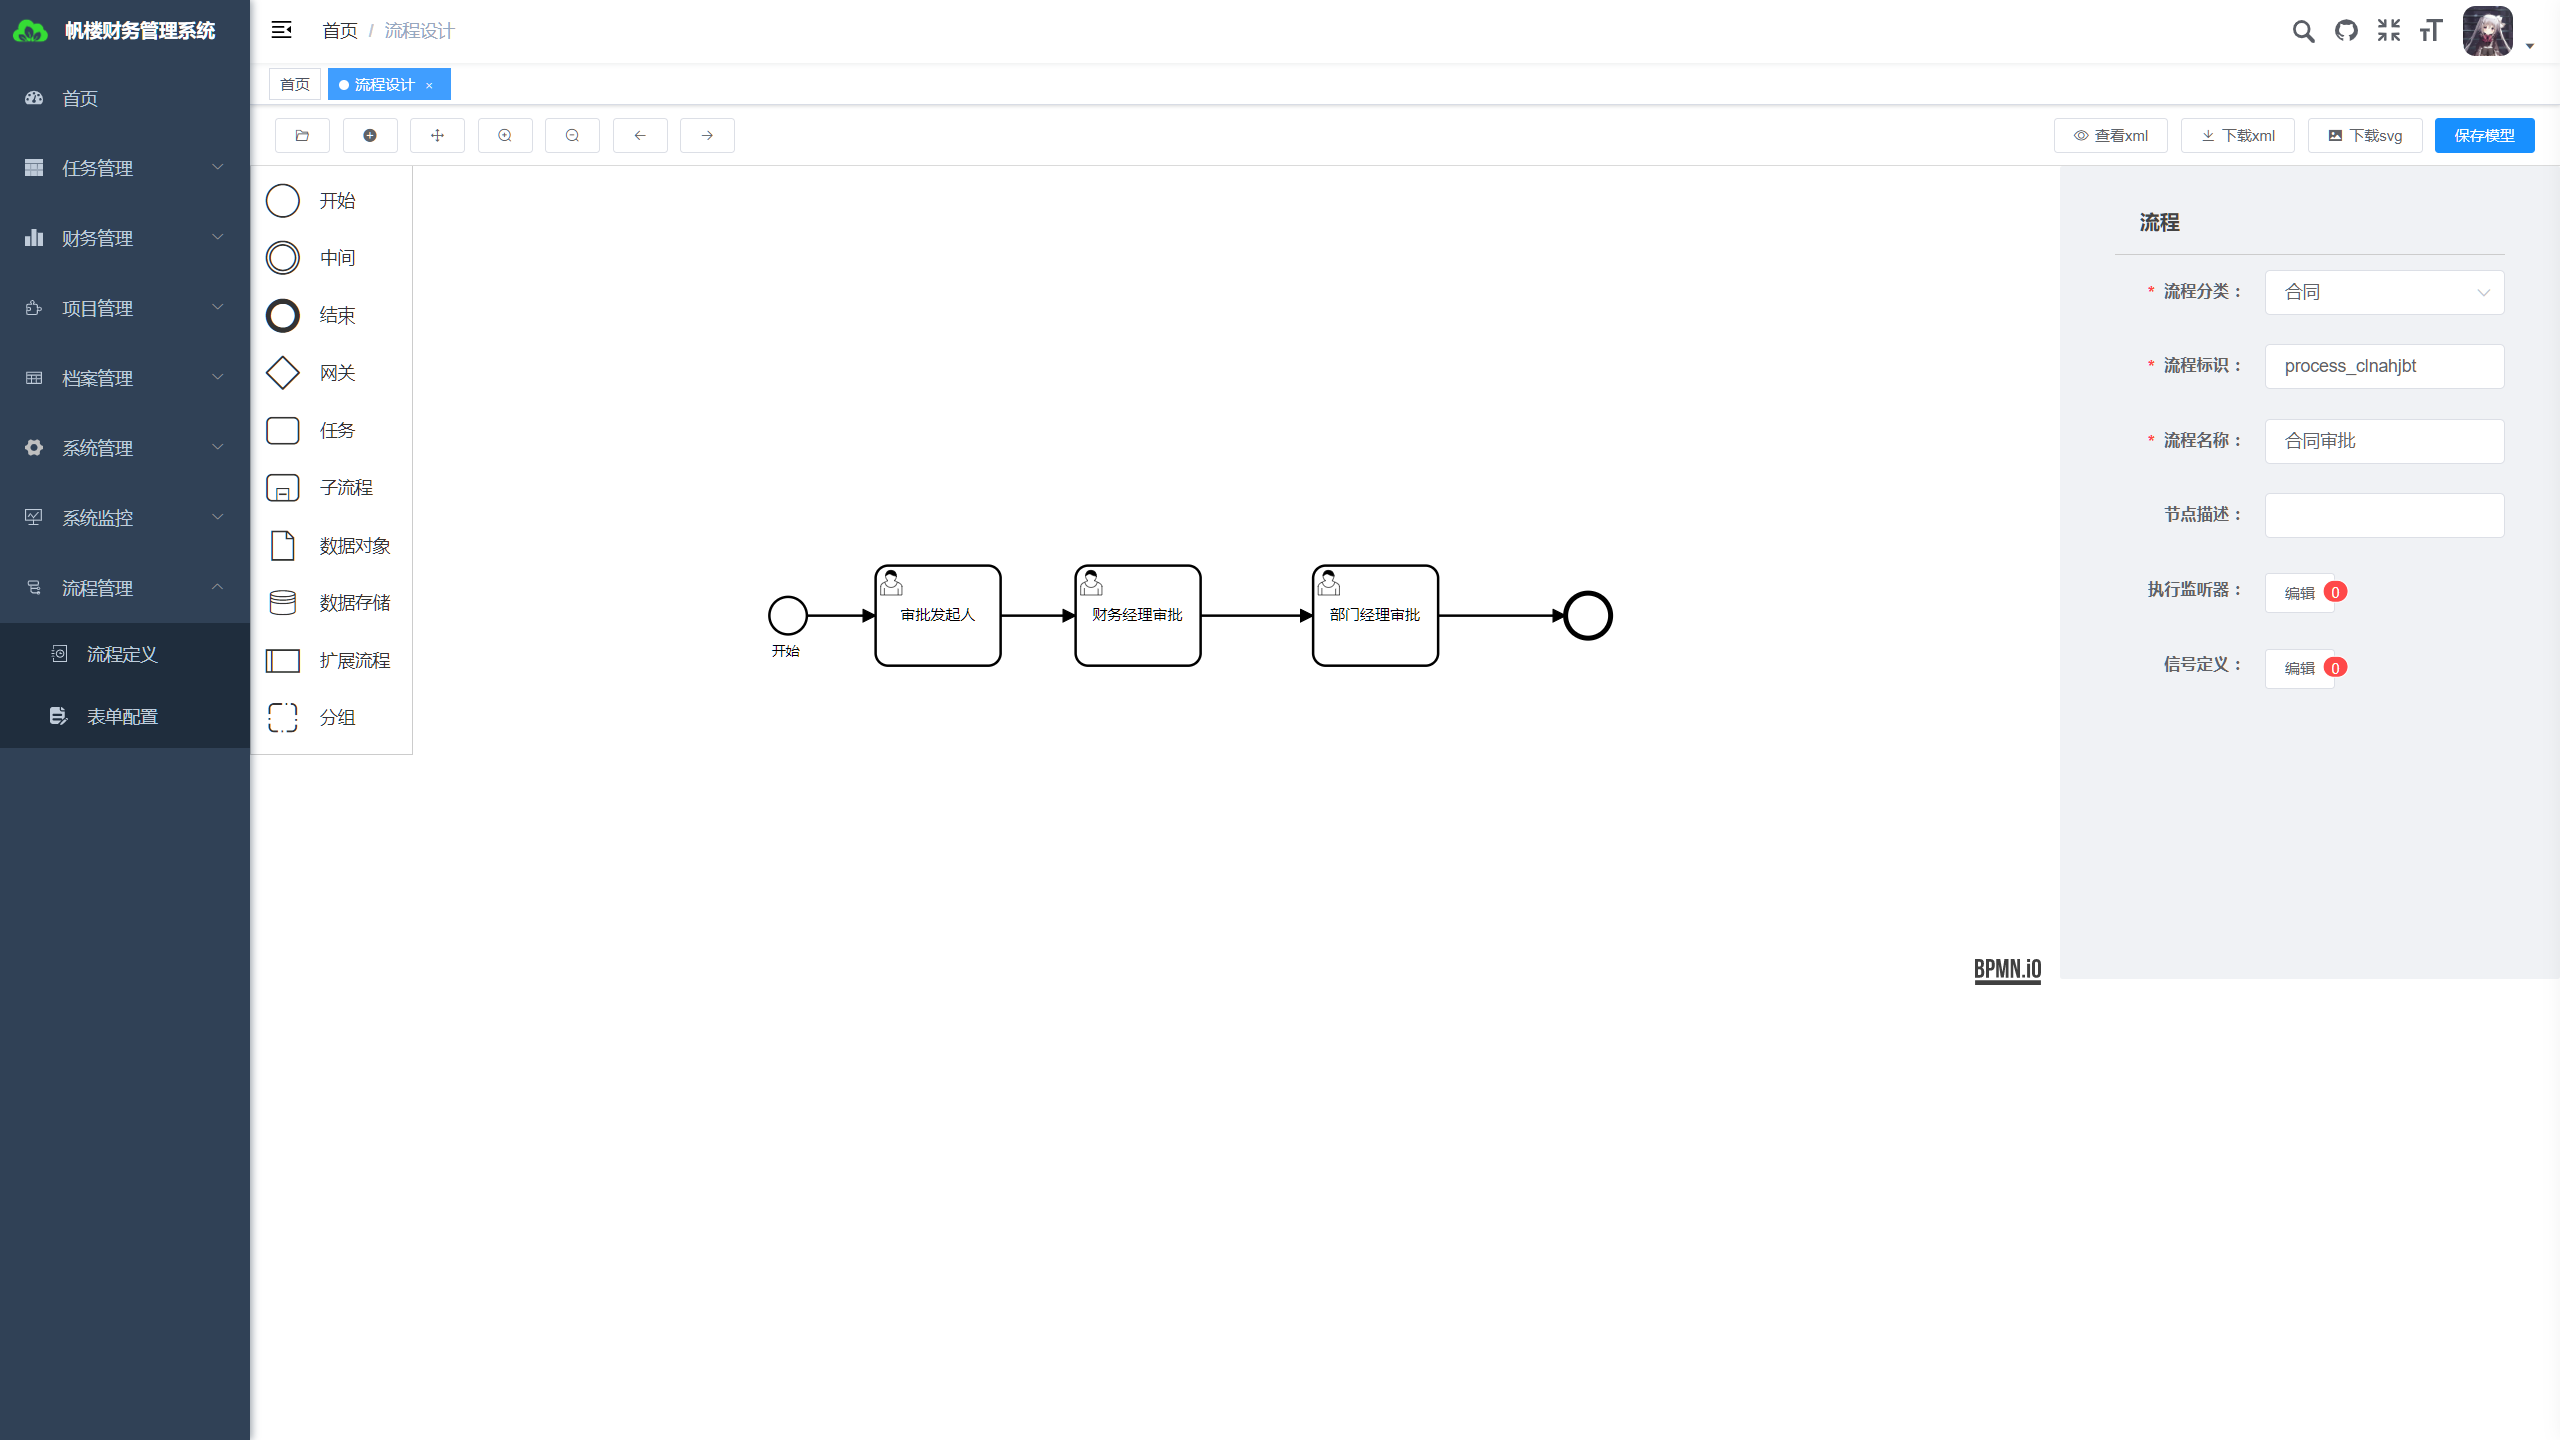 帆楼财务管理系统
首页
任务管理
财务管理
项目管理
档案管理
系统管理
系统监控
流程管理
流程定义
表单配置
首页 / 流程设计
首页
流程设计 ×
查看xml
下载xml
下载svg
保存模型
开始
中间
结束
网关
任务
子流程
数据对象
数据存储
扩展流程
分组
开始
审批发起人
财务经理审批
部门经理审批
BPMN.iO
流程
* 流程分类： 合同
* 流程标识： process_clnahjbt
* 流程名称： 合同审批
节点描述：
执行监听器： 编辑 0
信号定义： 编辑 0